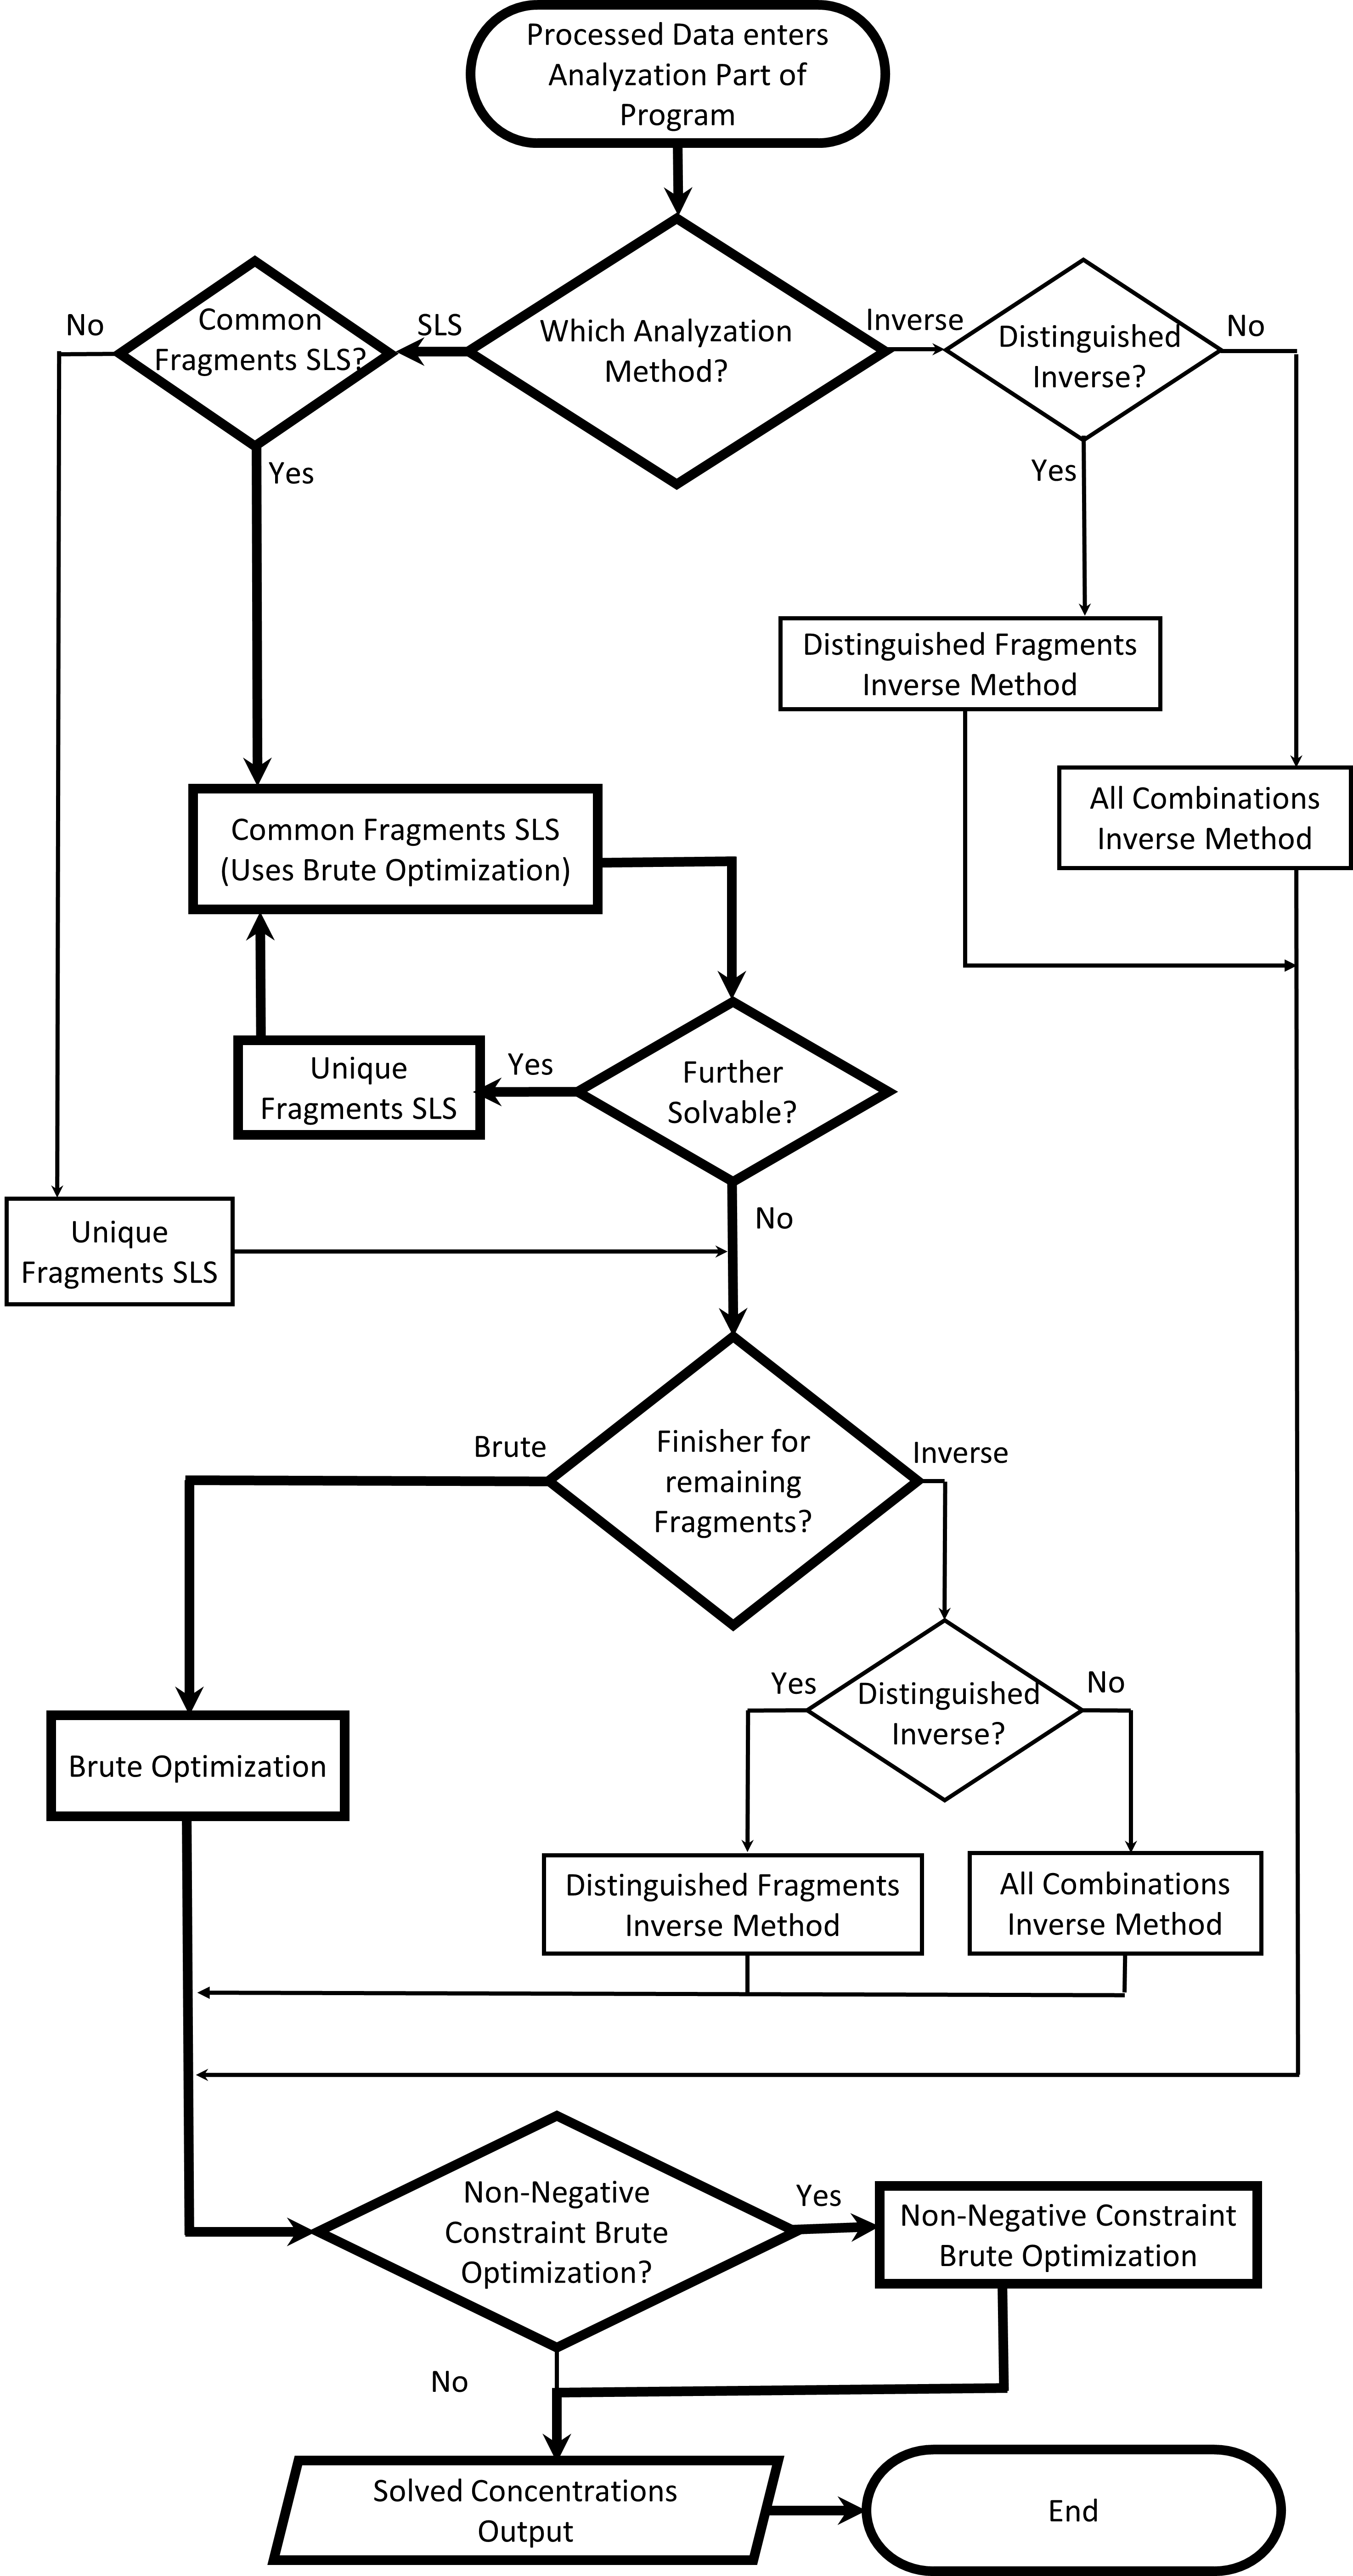 Processed Data enters
Analyzation Part of
Program
No
Common
Fragments SLS?
SLS
Which Analyzation
Method?
Inverse
Distinguished
Inverse?
No
Yes
Yes
Distinguished Fragments
Inverse Method
All Combinations
Inverse Method
Common Fragments SLS
(Uses Brute Optimization)
Unique
Fragments SLS
Yes
Further
Solvable?
No
Unique
Fragments SLS
Brute
Finisher for
remaining
Fragments?
Inverse
Yes
Distinguished
Inverse?
No
Brute Optimization
Distinguished Fragments
Inverse Method
All Combinations
Inverse Method
Non-Negative
Constraint Brute
Optimization?
Yes
Non-Negative Constraint
Brute Optimization
No
Solved Concentrations
Output
End